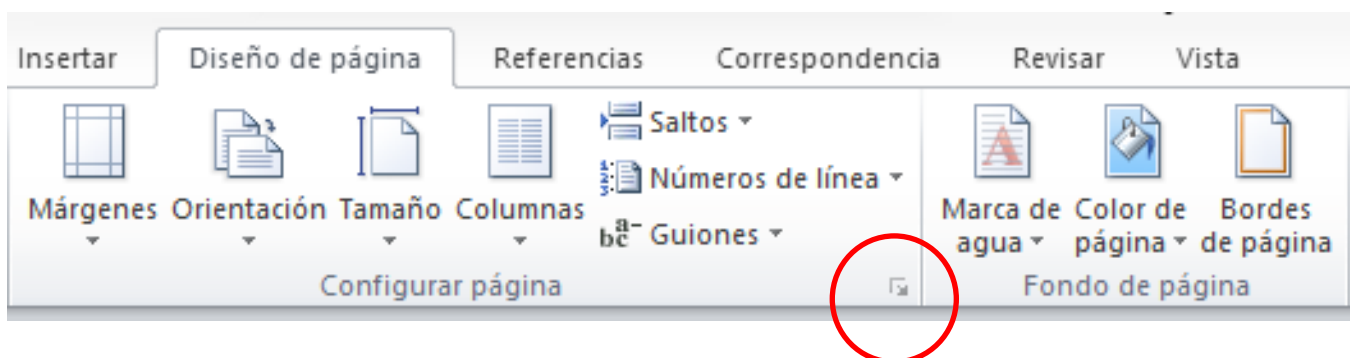 Insertar Diseño de página Referencias Correspondencia Revisar Vista
Saltos
Números de línea
Guiones
Márgenes Orientación Tamaño Columnas
Marca de agua Color de página Bordes de página
Configurar página Fondo de página